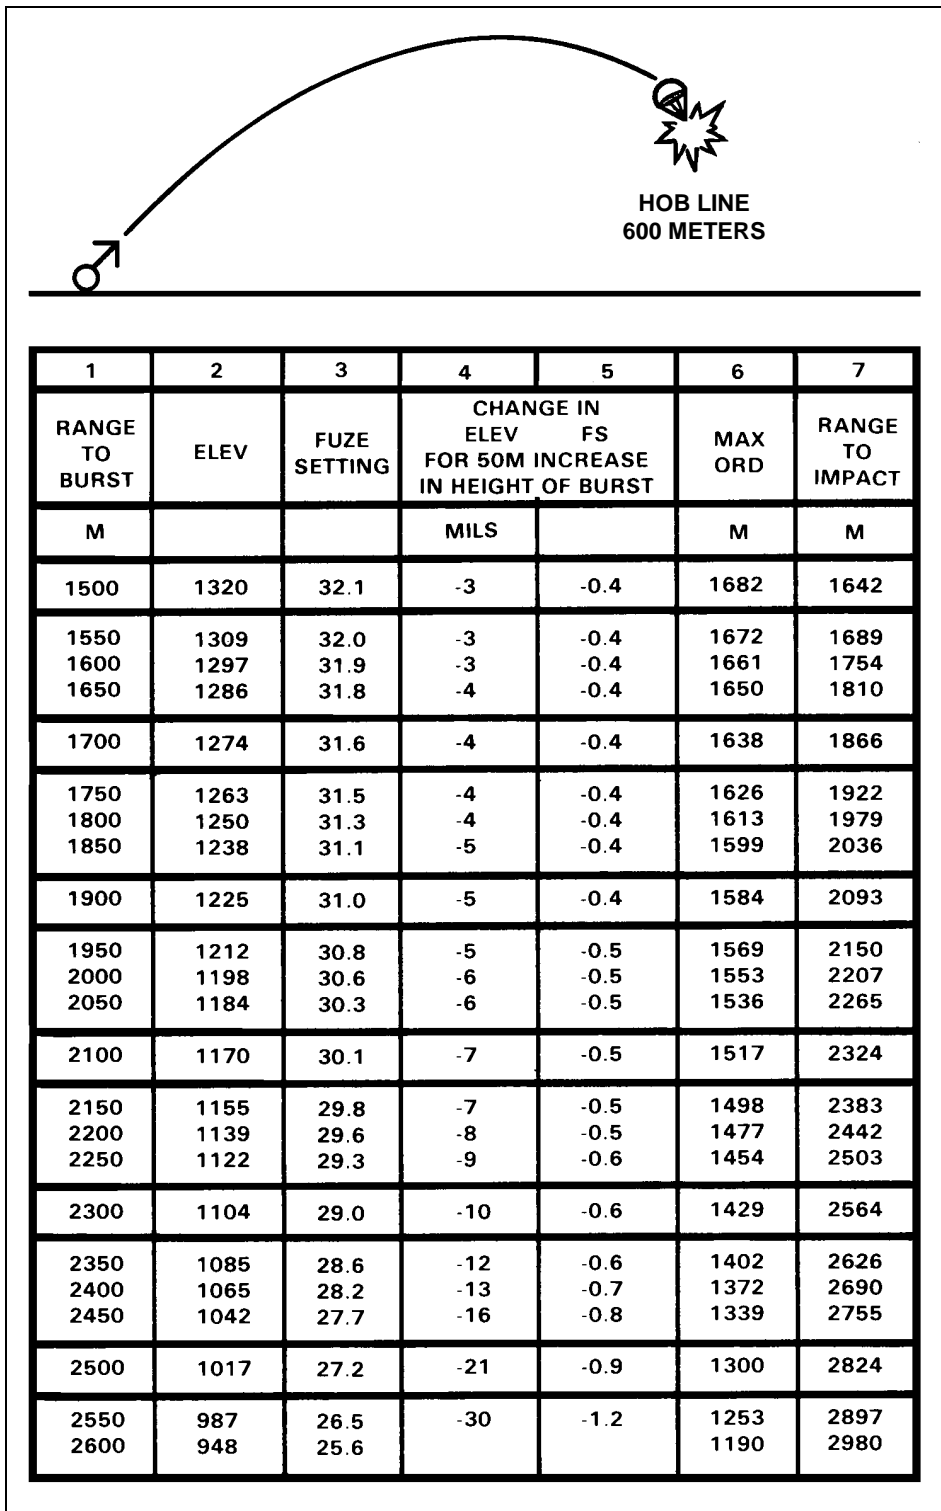 HOB LINE
600 METERS
1 2 3 4 5 6 7
RANGE TO BURST ELEV FUZE SETTING CHANGE IN ELEV FS FOR 50M INCREASE IN HEIGHT OF BURST MAX ORD RANGE TO IMPACT
M MILS M M
1500 1320 32.1 -3 -0.4 1682 1642
1550 1309 32.0 -3 -0.4 1672 1689
1600 1297 31.9 -3 -0.4 1661 1754
1650 1286 31.8 -4 -0.4 1650 1810
1700 1274 31.6 -4 -0.4 1638 1866
1750 1263 31.5 -4 -0.4 1626 1922
1800 1250 31.3 -4 -0.4 1613 1979
1850 1238 31.1 -5 -0.4 1599 2036
1900 1225 31.0 -5 -0.4 1584 2093
1950 1212 30.8 -5 -0.5 1569 2150
2000 1198 30.6 -6 -0.5 1553 2207
2050 1184 30.3 -6 -0.5 1536 2265
2100 1170 30.1 -7 -0.5 1517 2324
2150 1155 29.8 -7 -0.5 1498 2383
2200 1139 29.6 -8 -0.5 1477 2442
2250 1122 29.3 -9 -0.6 1454 2503
2300 1104 29.0 -10 -0.6 1429 2564
2350 1085 28.6 -12 -0.6 1402 2626
2400 1065 28.2 -13 -0.7 1372 2690
2450 1042 27.7 -16 -0.8 1339 2755
2500 1017 27.2 -21 -0.9 1300 2824
2550 987 26.5 -30 -1.2 1253 2897
2600 948 25.6 1190 2980